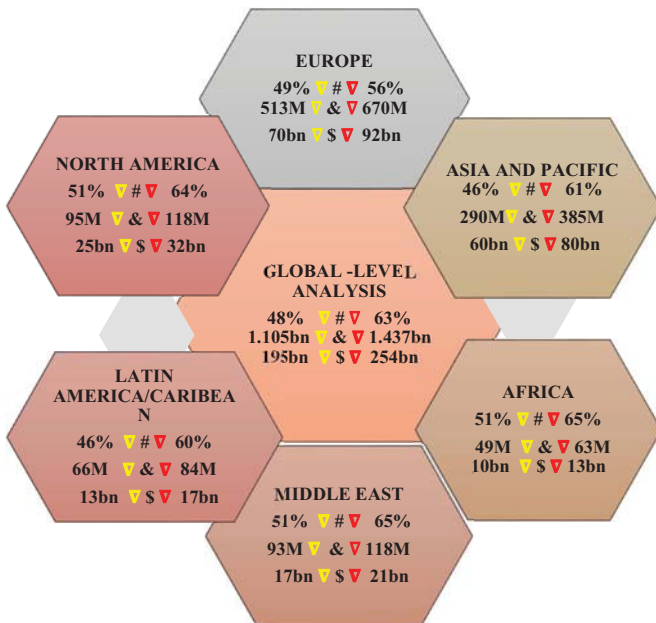 EUROPE
49% ∇ # ∇ 56%
513M ∇ & ∇ 670M
70bn ∇ $ ∇ 92bn
NORTH AMERICA
51% ∇ # ∇ 64%
95M ∇ & ∇ 118M
25bn ∇ $ ∇ 32bn
ASIA AND PACIFIC
46% ∇ # ∇ 61%
290M ∇ & ∇ 385M
60bn ∇ $ ∇ 80bn
GLOBAL -LEVEL
ANALYSIS
48% ∇ # ∇ 63%
1.105bn ∇ & ∇ 1.437bn
195bn ∇ $ ∇ 254bn
LATIN
AMERICA/CARIBEA
N
46% ∇ # ∇ 60%
66M ∇ & ∇ 84M
13bn ∇ $ ∇ 17bn
AFRICA
51% ∇ # ∇ 65%
49M ∇ & ∇ 63M
10bn ∇ $ ∇ 13bn
MIDDLE EAST
51% ∇ # ∇ 65%
93M ∇ & ∇ 118M
17bn ∇ $ ∇ 21bn